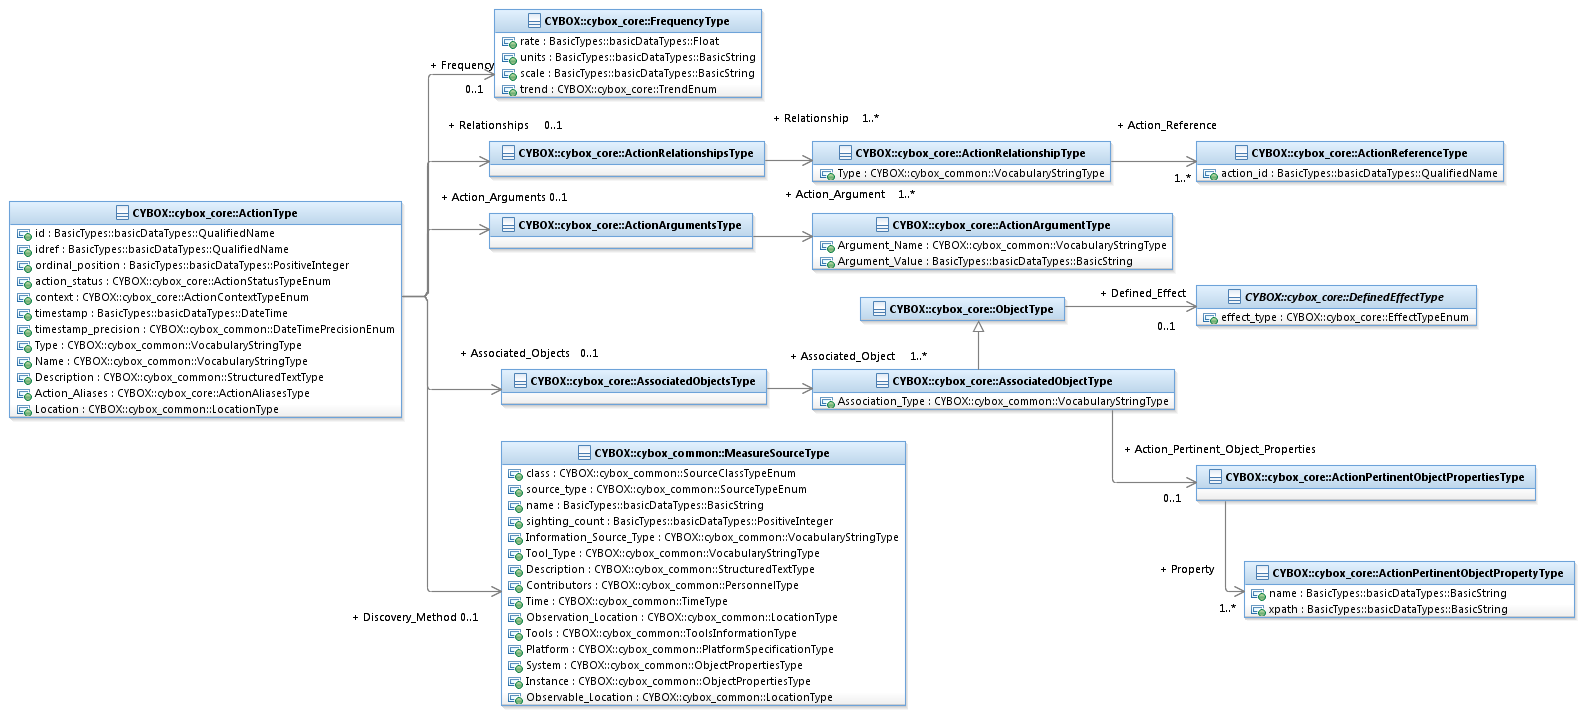 CYBOX::cybox_core::FrequencyType
rate : BasicTypes::basicDataTypes::Float
units : BasicTypes::basicDataTypes::BasicString
scale : BasicTypes::basicDataTypes::BasicString
trend : CYBOX::cybox_core::TrendEnum
+ Frequency
0..1
+ Relationships 0..1
CYBOX::cybox_core::ActionRelationshipsType
+ Relationship 1..*
CYBOX::cybox_core::ActionRelationshipType
Type : CYBOX::cybox_common::VocabularyStringType
+ Action_Reference
1..*
CYBOX::cybox_core::ActionReferenceType
action_id : BasicTypes::basicDataTypes::QualifiedName
+ Action_Arguments 0..1
CYBOX::cybox_core::ActionArgumentsType
+ Action_Argument 1..*
CYBOX::cybox_core::ActionArgumentType
Argument_Name : CYBOX::cybox_common::VocabularyStringType
Argument_Value : BasicTypes::basicDataTypes::BasicString
CYBOX::cybox_core::ActionType
id : BasicTypes::basicDataTypes::QualifiedName
idref : BasicTypes::basicDataTypes::QualifiedName
ordinal_position : BasicTypes::basicDataTypes::PositiveInteger
action_status : CYBOX::cybox_core::ActionStatusTypeEnum
context : CYBOX::cybox_core::ActionContextTypeEnum
timestamp : BasicTypes::basicDataTypes::DateTime
timestamp_precision : CYBOX::cybox_common::DateTimePrecisionEnum
Type : CYBOX::cybox_common::VocabularyStringType
Name : CYBOX::cybox_common::VocabularyStringType
Description : CYBOX::cybox_common::StructuredTextType
Action_Aliases : CYBOX::cybox_core::ActionAliasesType
Location : CYBOX::cybox_common::LocationType
CYBOX::cybox_core::ObjectType
+ Defined_Effect
0..1
CYBOX::cybox_core::DefinedEffectType
effect_type : CYBOX::cybox_core::EffectTypeEnum
+ Associated_Objects 0..1
CYBOX::cybox_core::AssociatedObjectsType
+ Associated_Object 1..*
CYBOX::cybox_core::AssociatedObjectType
Association_Type : CYBOX::cybox_common::VocabularyStringType
+ Action_Pertinent_Object_Properties
0..1
CYBOX::cybox_core::ActionPertinentObjectPropertiesType
+ Property
1..*
CYBOX::cybox_core::ActionPertinentObjectPropertyType
name : BasicTypes::basicDataTypes::BasicString
xpath : BasicTypes::basicDataTypes::BasicString
+ Discovery_Method 0..1
CYBOX::cybox_common::MeasureSourceType
class : CYBOX::cybox_common::SourceClassTypeEnum
source_type : CYBOX::cybox_common::SourceTypeEnum
name : BasicTypes::basicDataTypes::BasicString
sighting_count : BasicTypes::basicDataTypes::PositiveInteger
Information_Source_Type : CYBOX::cybox_common::VocabularyStringType
Tool_Type : CYBOX::cybox_common::VocabularyStringType
Description : CYBOX::cybox_common::StructuredTextType
Contributors : CYBOX::cybox_common::PersonnelType
Time : CYBOX::cybox_common::TimeType
Observation_Location : CYBOX::cybox_common::LocationType
Tools : CYBOX::cybox_common::ToolsInformationType
Platform : CYBOX::cybox_common::PlatformSpecificationType
System : CYBOX::cybox_common::ObjectPropertiesType
Instance : CYBOX::cybox_common::ObjectPropertiesType
Observable_Location : CYBOX::cybox_common::LocationType